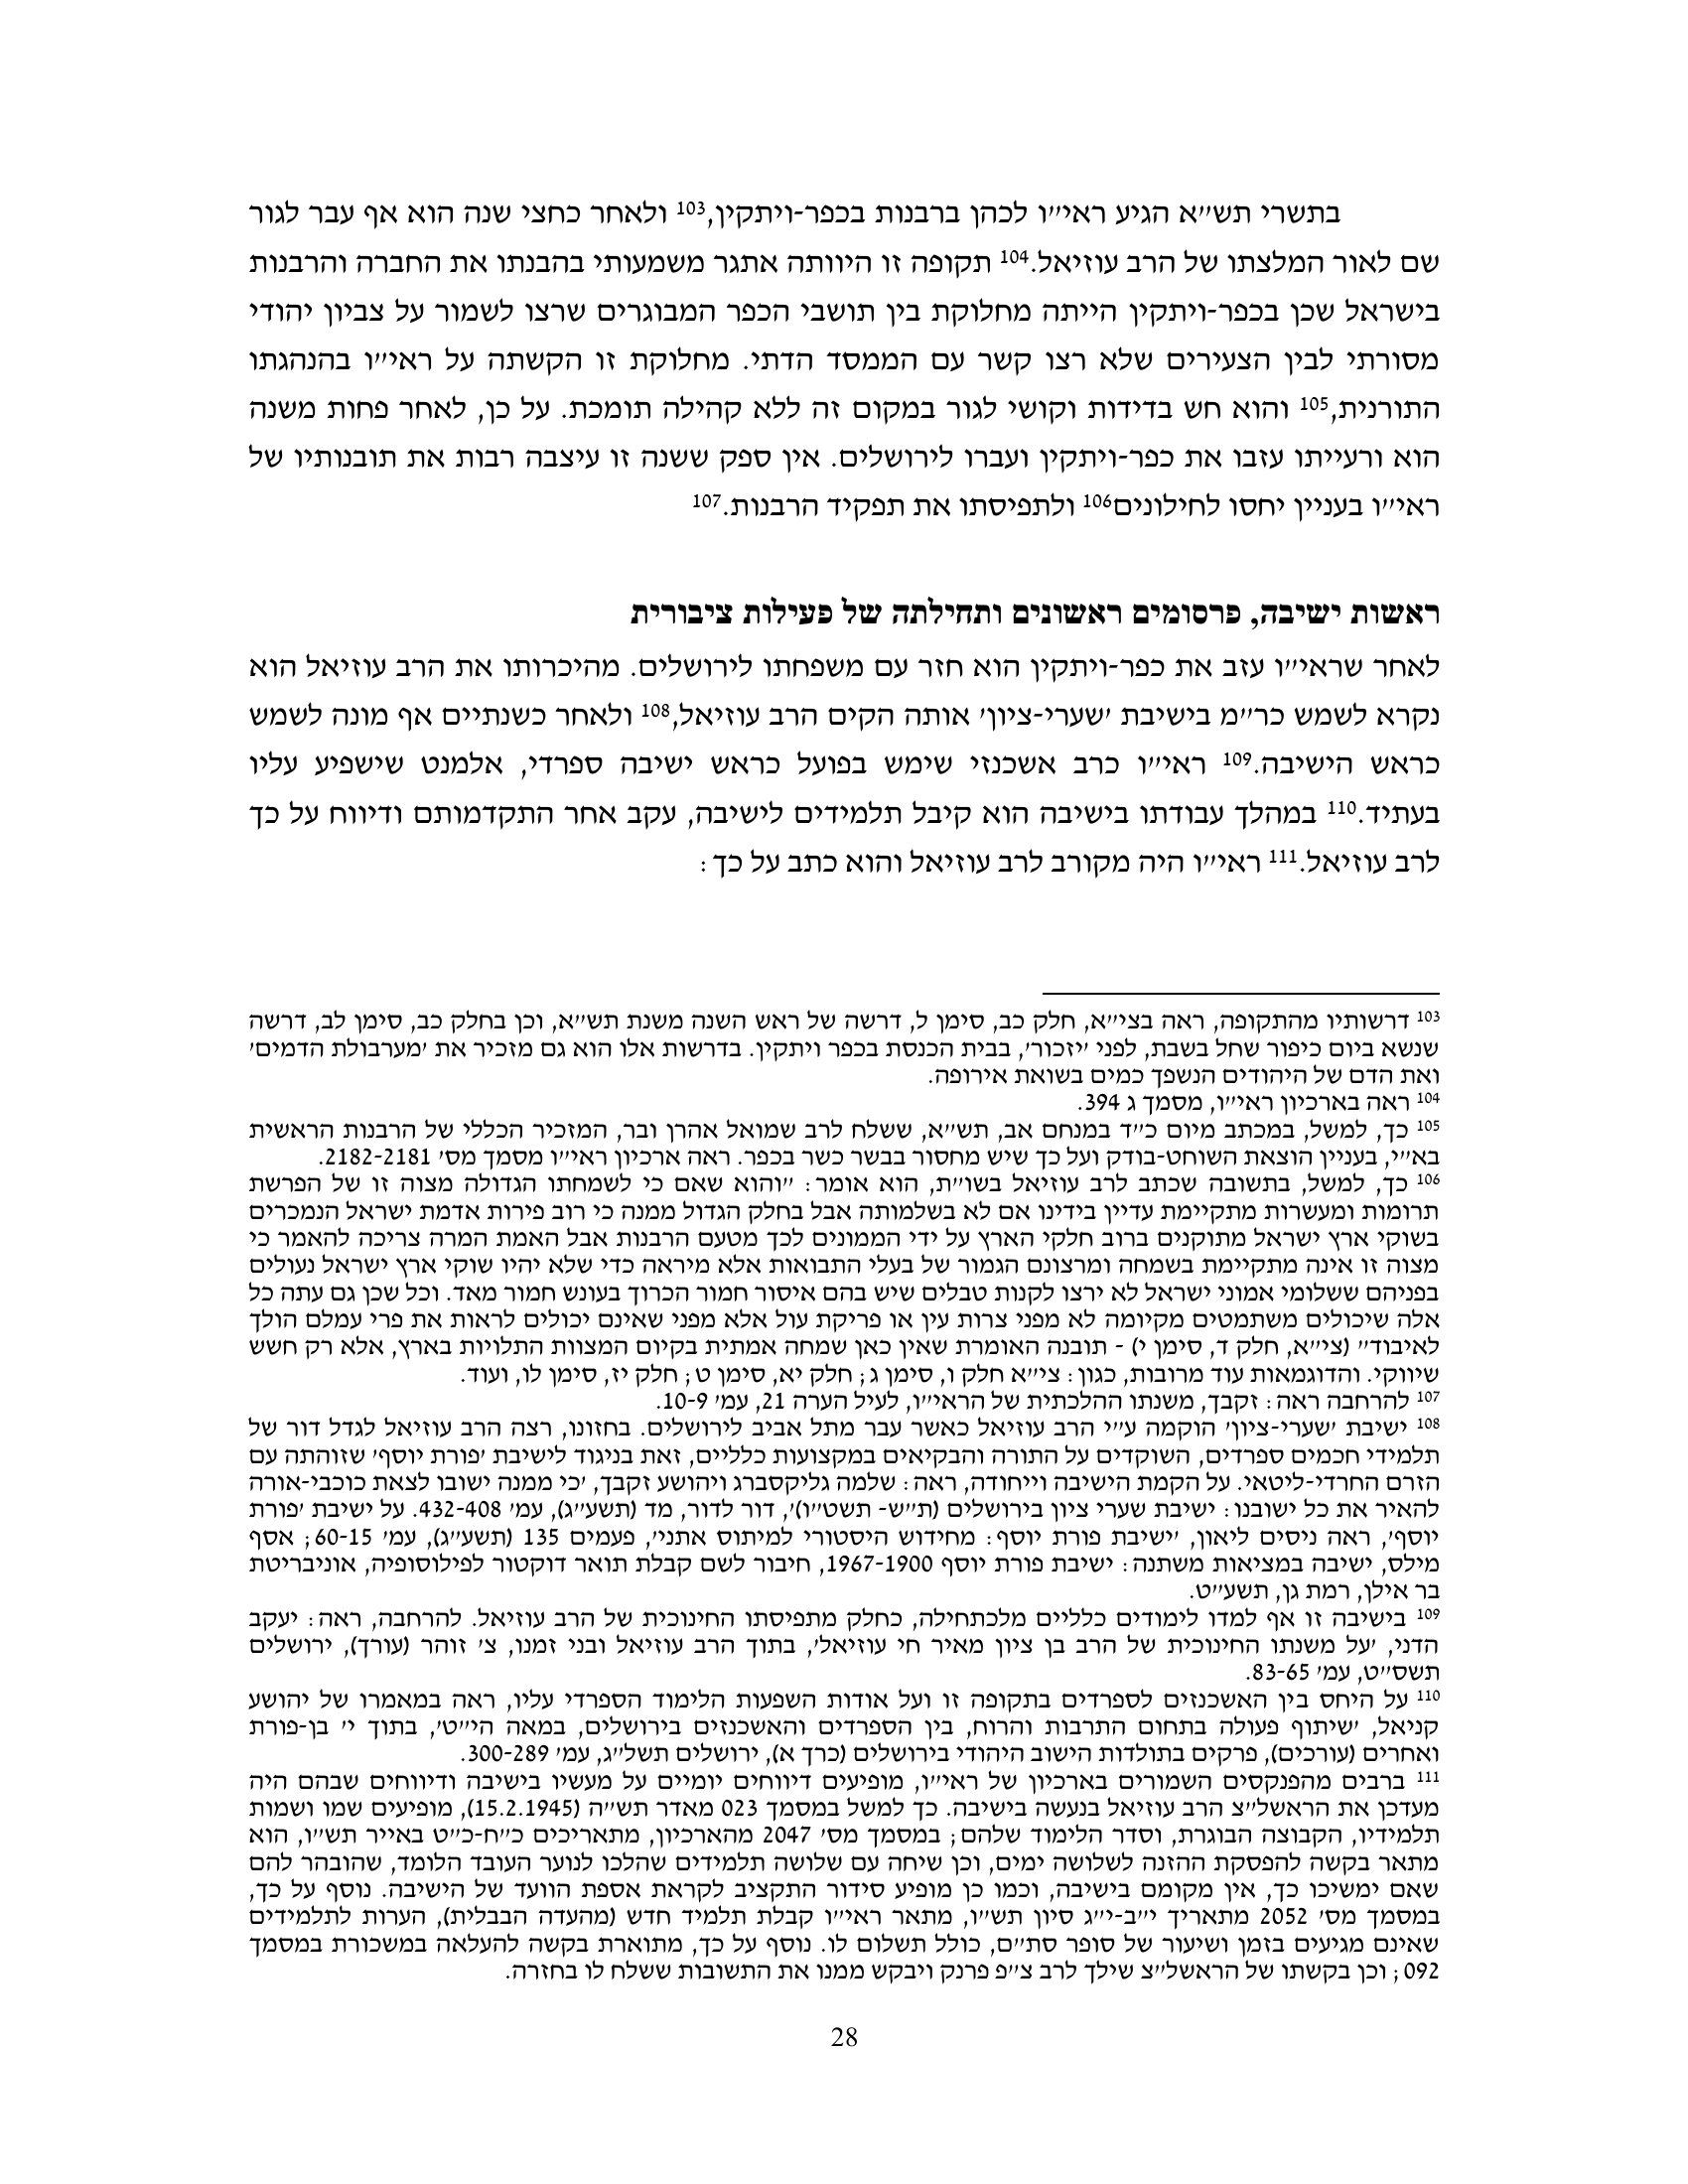 בתשרי תש״א הגיע ראי״ו לכהן ברבנות בכפר-ויתקין,103 ולאחר כחצי שנה הוא אף עבר לגור
שם לאור המלצתו של הרב עוזיאל.104 תקופה זו היוותה אתגר משמעותי בהבנתו את החברה והרבנות
בישראל שכן בכפר-ויתקין הייתה מחלוקת בין תושבי הכפר המבוגרים שרצו לשמור על צביון יהודי
מסורתי לבין הצעירים שלא רצו קשר עם הממסד הדתי. מחלוקת זו הקשתה על ראי״ו בהנהגתו
התורנית,105 והוא חש בדידות וקושי לגור במקום זה ללא קהילה תומכת. על כן, לאחר פחות משנה
הוא ורעייתו עזבו את כפר-ויתקין ועברו לירושלים. אין ספק ששנה זו עיצבה רבות את תובנותיו של
ראי״ו בעניין יחסו לחילונים106 ולתפיסתו את תפקיד הרבנות.107
ראשות ישיבה, פרסומים ראשונים ותחילתה של פעילות ציבורית
לאחר שראי״ו עזב את כפר-ויתקין הוא חזר עם משפחתו לירושלים. מהיכרותו את הרב עוזיאל הוא
נקרא לשמש כר״מ בישיבת ׳שערי-ציון׳ אותה הקים הרב עוזיאל,108 ולאחר כשנתיים אף מונה לשמש
כראש הישיבה.109 ראי״ו כרב אשכנזי שימש בפועל כראש ישיבה ספרדי, אלמנט שישפיע עליו
בעתיד.110 במהלך עבודתו בישיבה הוא קיבל תלמידים לישיבה, עקב אחר התקדמותם ודיווח על כך
לרב עוזיאל.111 ראי״ו היה מקורב לרב עוזיאל והוא כתב על כך:
103 דרשותיו מהתקופה, ראה בצי״א, חלק כב, סימן ל, דרשה של ראש השנה משנת תש״א, וכן בחלק כב, סימן לב, דרשה
שנשא ביום כיפור שחל בשבת, לפני ׳יזכור׳, בבית הכנסת בכפר ויתקין. בדרשות אלו הוא גם מזכיר את ׳מערבולת הדמים׳
ואת הדם של היהודים הנשפך כמים בשואת אירופה.
104 ראה בארכיון ראי״ו, מסמך ג 394.
105 כך, למשל, במכתב מיום כ״ד במנחם אב, תש״א, ששלח לרב שמואל אהרן ובר, המזכיר הכללי של הרבנות הראשית
בא״י, בעניין הוצאת השוחט-בודק ועל כך שיש מחסור בבשר כשר בכפר. ראה ארכיון ראי״ו מסמך מס׳ 2182-2181.
106 כך, למשל, בתשובה שכתב לרב עוזיאל בשו״ת, הוא אומר: ״והוא שאם כי לשמחתו הגדולה מצוה זו של הפרשת
תרומות ומעשרות מתקיימת עדיין בידינו אם לא בשלמותה אבל בחלק הגדול ממנה כי רוב פירות אדמת ישראל הנמכרים
בשוקי ארץ ישראל מתוקנים ברוב חלקי הארץ על ידי הממונים לכך מטעם הרבנות אבל האמת המרה צריכה להאמר כי
מצוה זו אינה מתקיימת בשמחה ומרצונם הגמור של בעלי התבואות אלא מיראה כדי שלא יהיו שוקי ארץ ישראל נעולים
בפניהם ששלומי אמוני ישראל לא ירצו לקנות טבלים שיש בהם איסור חמור הכרוך בעונש חמור מאד. וכל שכן גם עתה כל
אלה שיכולים משתמטים מקיומה לא מפני צרות עין או פריקת עול אלא מפני שאינם יכולים לראות את פרי עמלם הולך
לאיבוד״ (צי״א, חלק ד, סימן י) - תובנה האומרת שאין כאן שמחה אמתית בקיום המצוות התלויות בארץ, אלא רק חשש
שיווקי. והדוגמאות עוד מרובות, כגון: צי״א חלק ו, סימן ג; חלק יא, סימן ט; חלק יז, סימן לו, ועוד.
107 להרחבה ראה: זקבך, משנתו ההלכתית של הראי״ו, לעיל הערה 21, עמ׳ 10-9.
108 ישיבת ׳שערי-ציון׳ הוקמה ע״י הרב עוזיאל כאשר עבר מתל אביב לירושלים. בחזונו, רצה הרב עוזיאל לגדל דור של
תלמידי חכמים ספרדים, השוקדים על התורה והבקיאים במקצועות כלליים, זאת בניגוד לישיבת ׳פורת יוסף׳ שזוהתה עם
הזרם החרדי-ליטאי. על הקמת הישיבה וייחודה, ראה: שלמה גליקסברג ויהושע זקבך, ׳כי ממנה ישובו לצאת כוכבי-אורה
להאיר את כל ישובנו: ישיבת שערי ציון בירושלים (ת״ש- תשט״ו)׳, דור לדור, מד (תשע״ג), עמ׳ 432-408. על ישיבת ׳פורת
יוסף׳, ראה ניסים ליאון, ׳ישיבת פורת יוסף: מחידוש היסטורי למיתוס אתני׳, פעמים 135 (תשע״ג), עמ׳ 60-15; אסף
מילס, ישיבה במציאות משתנה: ישיבת פורת יוסף 1967-1900, חיבור לשם קבלת תואר דוקטור לפילוסופיה, אוניבריטת
בר אילן, רמת גן, תשע״ט.
109 בישיבה זו אף למדו לימודים כלליים מלכתחילה, כחלק מתפיסתו החינוכית של הרב עוזיאל. להרחבה, ראה: יעקב
הדני, ׳על משנתו החינוכית של הרב בן ציון מאיר חי עוזיאל׳, בתוך הרב עוזיאל ובני זמנו, צ׳ זוהר (עורך), ירושלים
תשס״ט, עמ׳ 83-65.
110 על היחס בין האשכנזים לספרדים בתקופה זו ועל אודות השפעות הלימוד הספרדי עליו, ראה במאמרו של יהושע
קניאל, ׳שיתוף פעולה בתחום התרבות והרוח, בין הספרדים והאשכנזים בירושלים, במאה הי״ט׳, בתוך י׳ בן-פורת
ואחרים (עורכים), פרקים בתולדות הישוב היהודי בירושלים (כרך א), ירושלים תשל״ג, עמ׳ 300-289.
111 ברבים מהפנקסים השמורים בארכיון של ראי״ו, מופיעים דיווחים יומיים על מעשיו בישיבה ודיווחים שבהם היה
מעדכן את הראשל״צ הרב עוזיאל בנעשה בישיבה. כך למשל במסמך 023 מאדר תש״ה (15.2.1945), מופיעים שמו ושמות
תלמידיו, הקבוצה הבוגרת, וסדר הלימוד שלהם; במסמך מס׳ 2047 מהארכיון, מתאריכים כ״ח-כ״ט באייר תש״ו, הוא
מתאר בקשה להפסקת ההזנה לשלושה ימים, וכן שיחה עם שלושה תלמידים שהלכו לנוער העובד הלומד, שהובהר להם
שאם ימשיכו כך, אין מקומם בישיבה, וכמו כן מופיע סידור התקציב לקראת אספת הוועד של הישיבה. נוסף על כך,
במסמך מס׳ 2052 מתאריך י״ב-י״ג סיון תש״ו, מתאר ראי״ו קבלת תלמיד חדש (מהעדה הבבלית), הערות לתלמידים
שאינם מגיעים בזמן ושיעור של סופר סת״ם, כולל תשלום לו. נוסף על כך, מתוארת בקשה להעלאה במשכורת במסמך
092; וכן בקשתו של הראשל״צ שילך לרב צ״פ פרנק ויבקש ממנו את התשובות ששלח לו בחזרה.
28